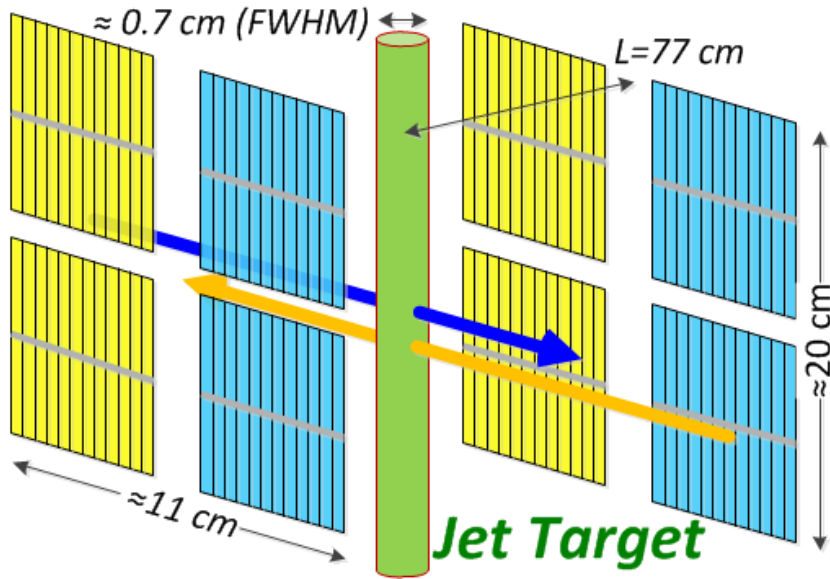 ≈ 0.7 cm (FWHM)
L=77 cm
≈20 cm
≈11 cm
Jet Target